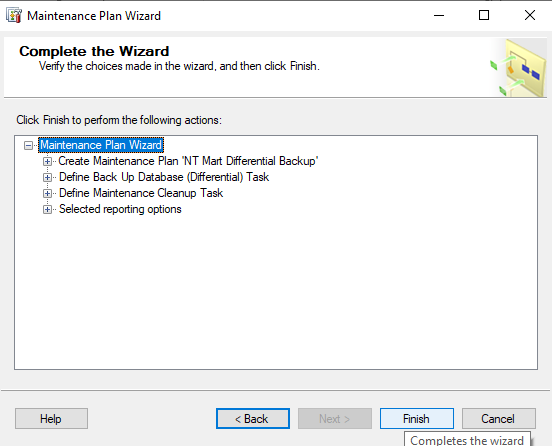 Maintenance Plan Wizard
Complete the Wizard
Verify the choices made in the wizard, and then click Finish.
Click Finish to perform the following actions:
Maintenance Plan Wizard
Create Maintenance Plan 'NT Mart Differential Backup'
Define Back Up Database (Differential) Task
Define Maintenance Cleanup Task
Selected reporting options
Help
< Back
Next >
Finish
Cancel
Completes the wizard